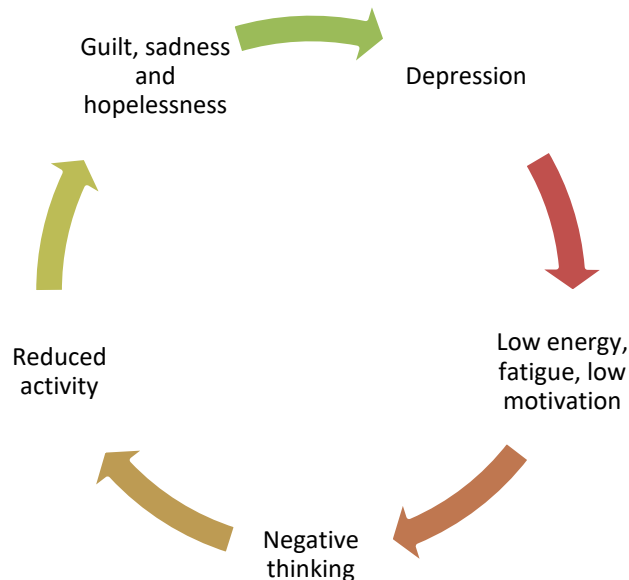 Depression
Low energy,
fatigue, low
motivation
Negative
thinking
Reduced
activity
Guilt, sadness
and
hopelessness